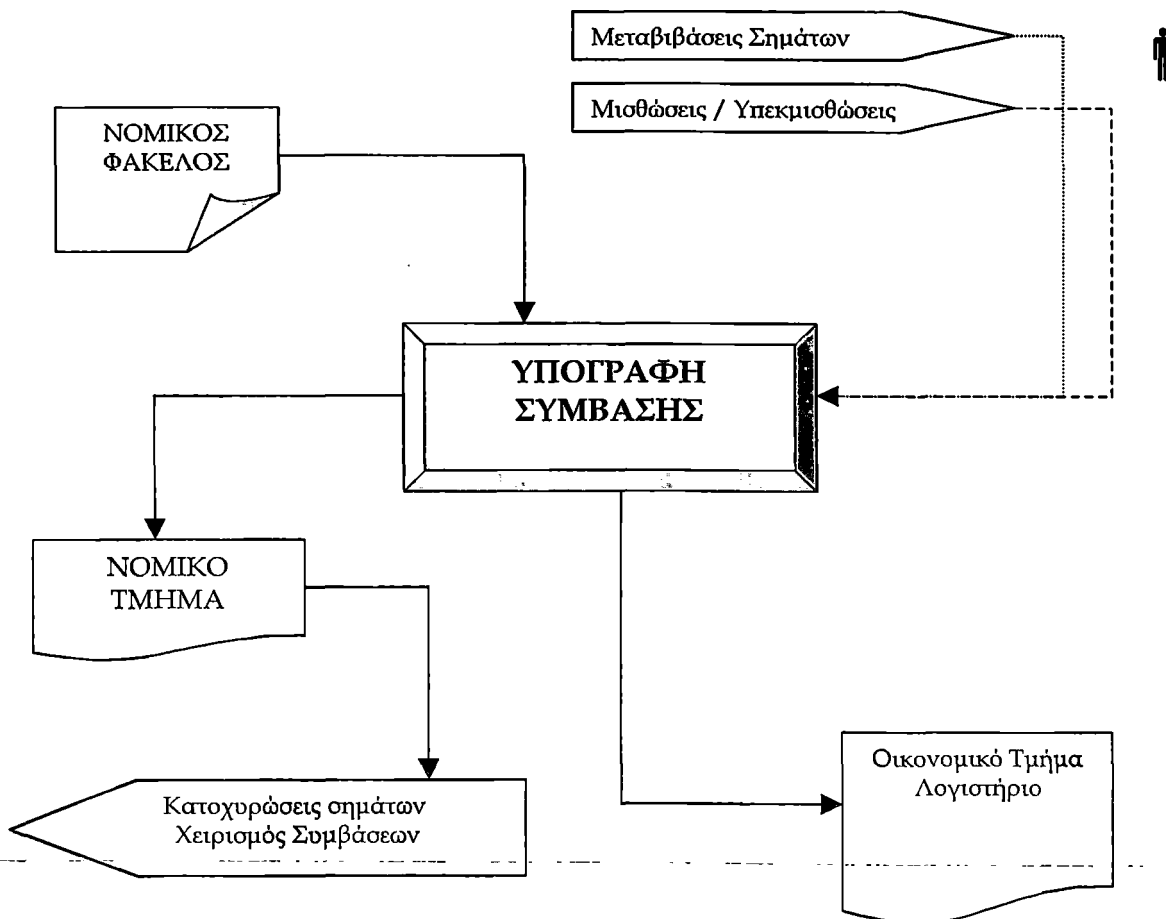 Μεταβιβάσεις Σημάτων
Μισθώσεις / Υπεκμισθώσεις
ΝΟΜΙΚΟΣ
ΦΑΚΕΛΟΣ
ΥΠΟΓΡΑΦΗ
ΣΥΜΒΑΣΗΣ
ΝΟΜΙΚΟ
ΤΜΗΜΑ
Οικονομικό Τμήμα
Λογιστήριο
Κατοχυρώσεις σημάτων
Χειρισμός Συμβάσεων